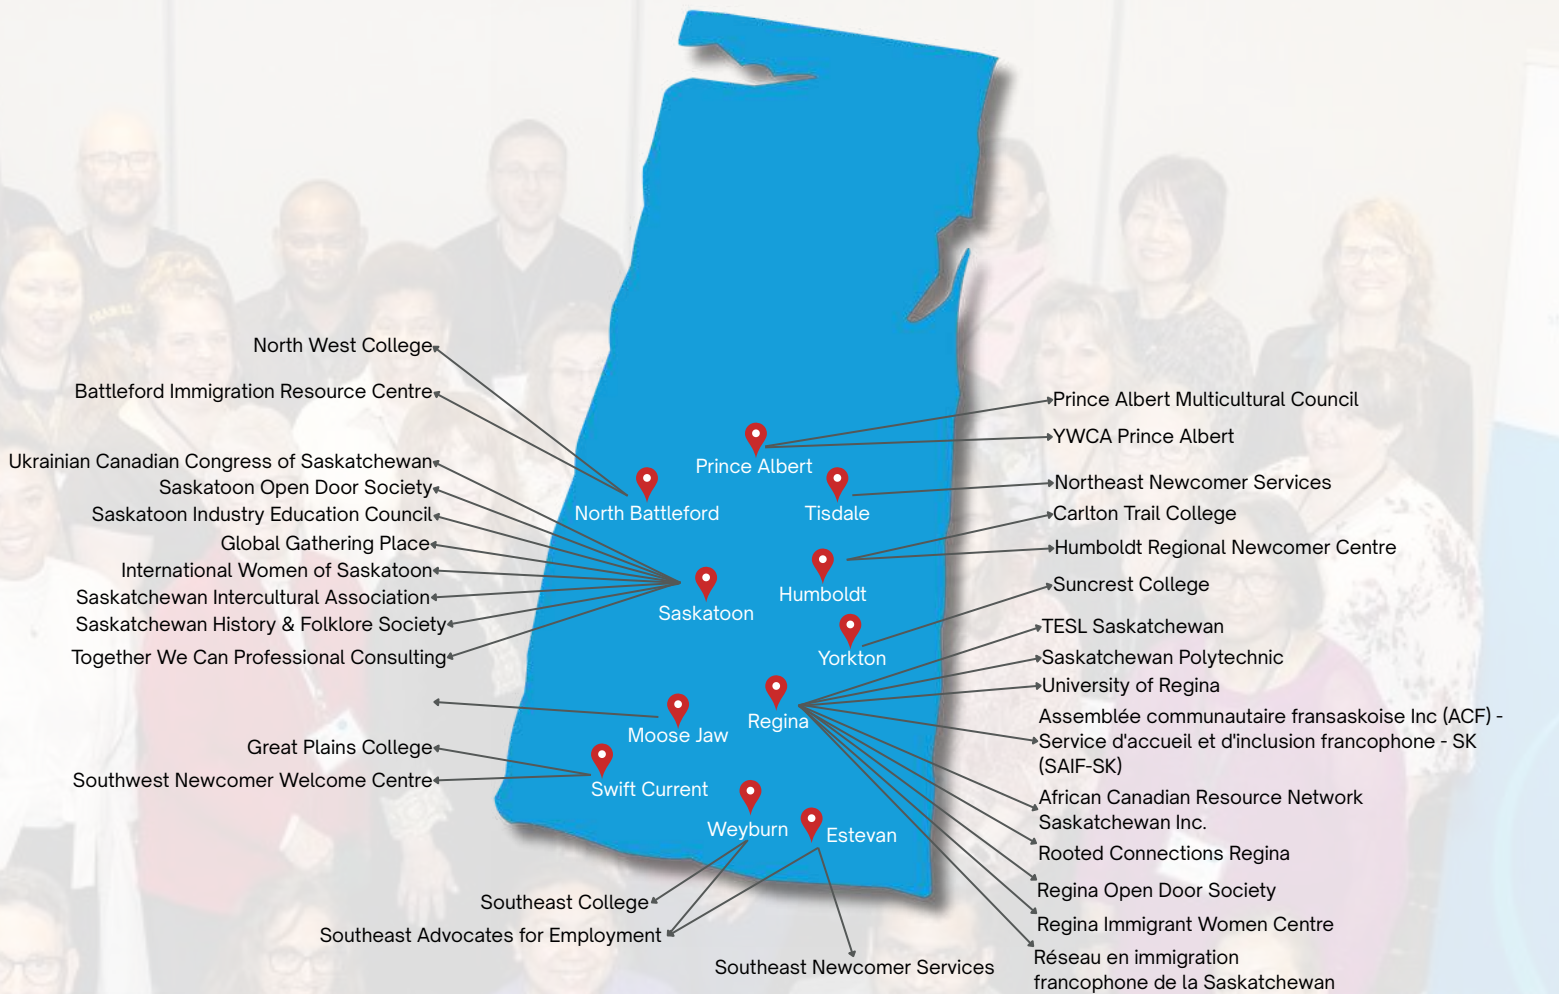 North West College
Battleford Immigration Resource Centre
Ukrainian Canadian Congress of Saskatchewan
Saskatoon Open Door Society
Saskatoon Industry Education Council
Global Gathering Place
International Women of Saskatoon
Saskatchewan Intercultural Association
Saskatchewan History & Folklore Society
Together We Can Professional Consulting
Great Plains College
Southwest Newcomer Welcome Centre
Southeast College
Southeast Advocates for Employment
Southeast Newcomer Services
Prince Albert
North Battleford
Tisdale
Humboldt
Saskatoon
Yorkton
Regina
Moose Jaw
Swift Current
Weyburn
Estevan
Prince Albert Multicultural Council
YWCA Prince Albert
Northeast Newcomer Services
Carlton Trail College
Humboldt Regional Newcomer Centre
Suncrest College
TESL Saskatchewan
Saskatchewan Polytechnic
University of Regina
Assemblée communautaire fransaskoise Inc (ACF) -
Service d'accueil et d'inclusion francophone - SK
(SAIF-SK)
African Canadian Resource Network
Saskatchewan Inc.
Rooted Connections Regina
Regina Open Door Society
Regina Immigrant Women Centre
Réseau en immigration
francophone de la Saskatchewan